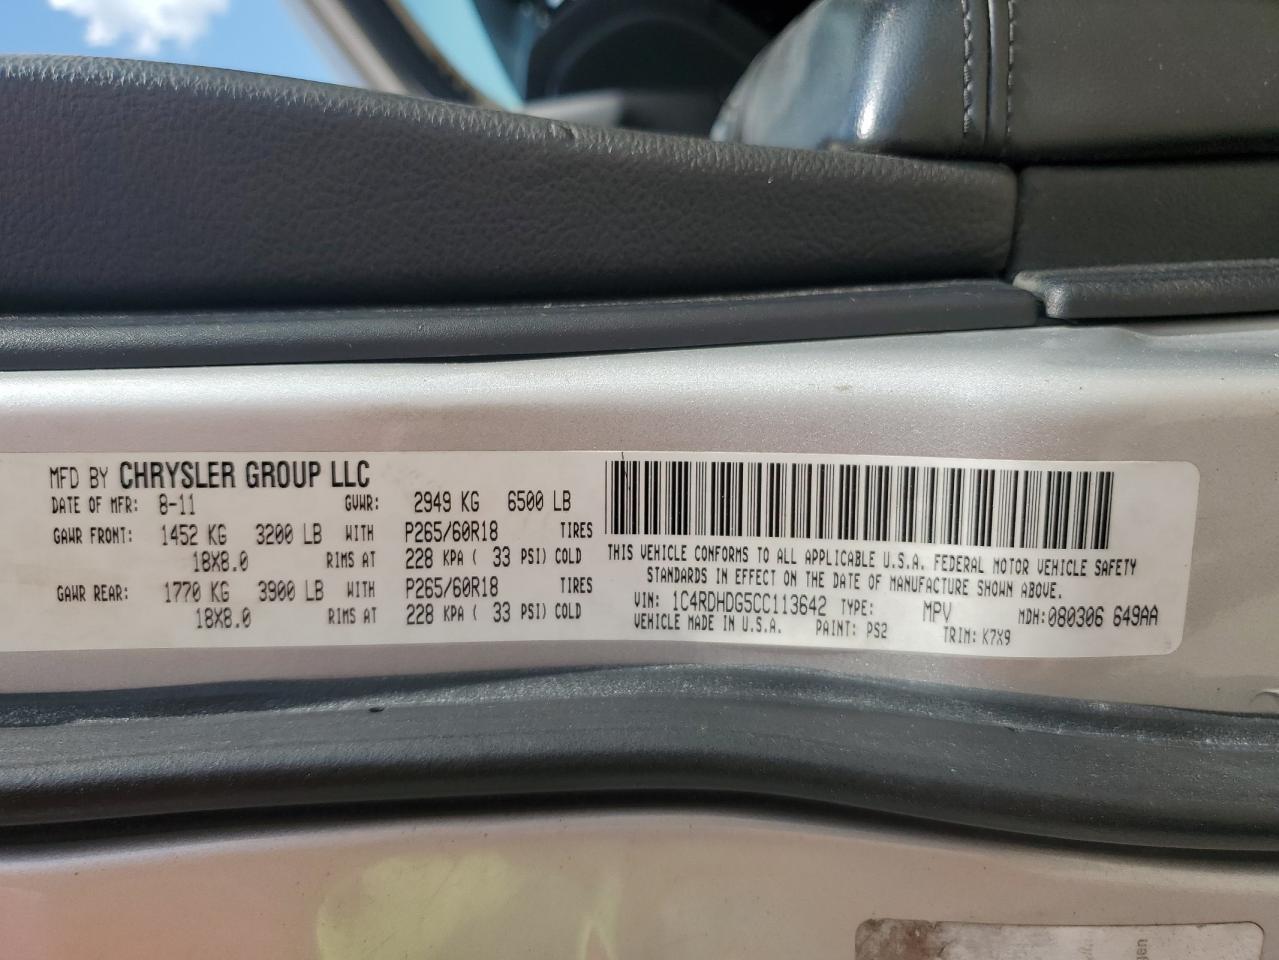 MFD BY CHRYSLER GROUP LLC
DATE OF MFR: 8-11 GVWR: 2949 KG 6500 LB
GAWR FRONT: 1452 KG 3200 LB WITH P265/60R18 TIRES
18X8.0 RIMS AT 228 KPA ( 33 PSI) COLD
GAWR REAR: 1770 KG 3900 LB WITH P265/60R18 TIRES
18X8.0 RIMS AT 228 KPA ( 33 PSI) COLD
THIS VEHICLE CONFORMS TO ALL APPLICABLE U.S.A. FEDERAL MOTOR VEHICLE SAFETY
STANDARDS IN EFFECT ON THE DATE OF MANUFACTURE SHOWN ABOVE.
VIN: 1C4RDHDG5CC113642 TYPE: MPV MDH: 080306 649AA
VEHICLE MADE IN U.S.A. PAINT: PS2 TRIM: K7X9